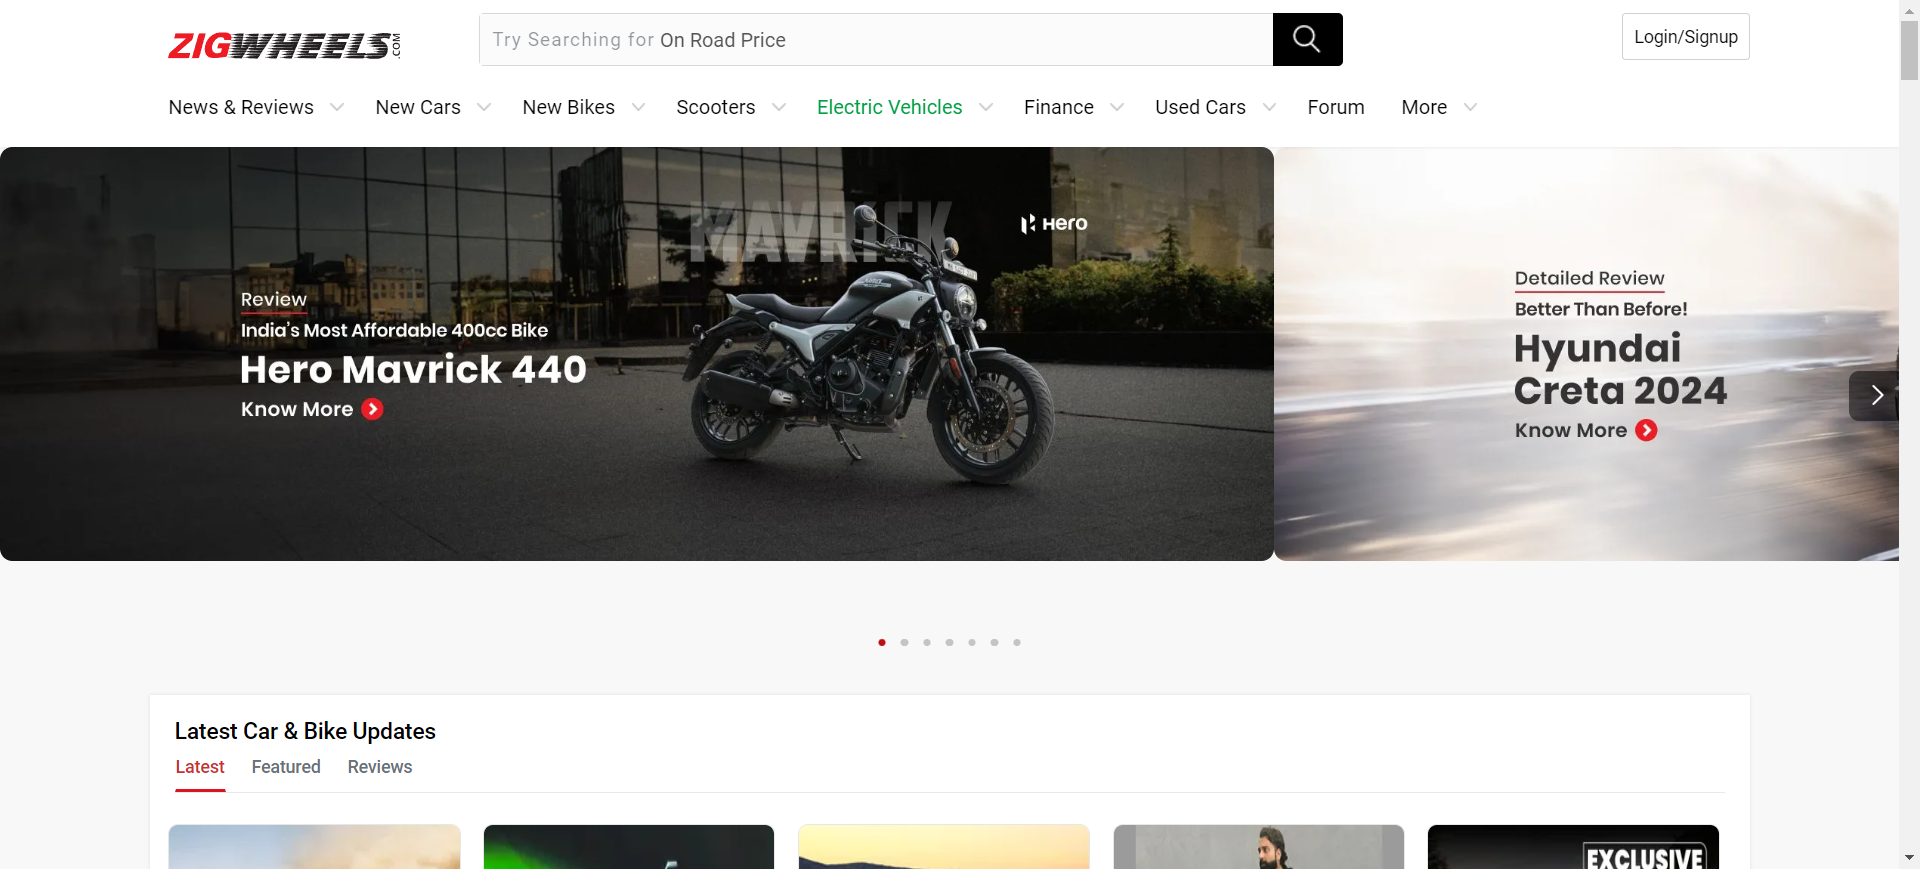 ZIGWHEELS.COM
Try Searching for On Road Price
Login/Signup
News & Reviews
New Cars
New Bikes
Scooters
Electric Vehicles
Finance
Used Cars
Forum
More
MAVRICK
Hero
Review
India's Most Affordable 400cc Bike
Hero Mavrick 440
Know More
Detailed Review
Better Than Before!
Hyundai
Creta 2024
Know More
Latest Car & Bike Updates
Latest
Featured
Reviews
EXCLUSIVE